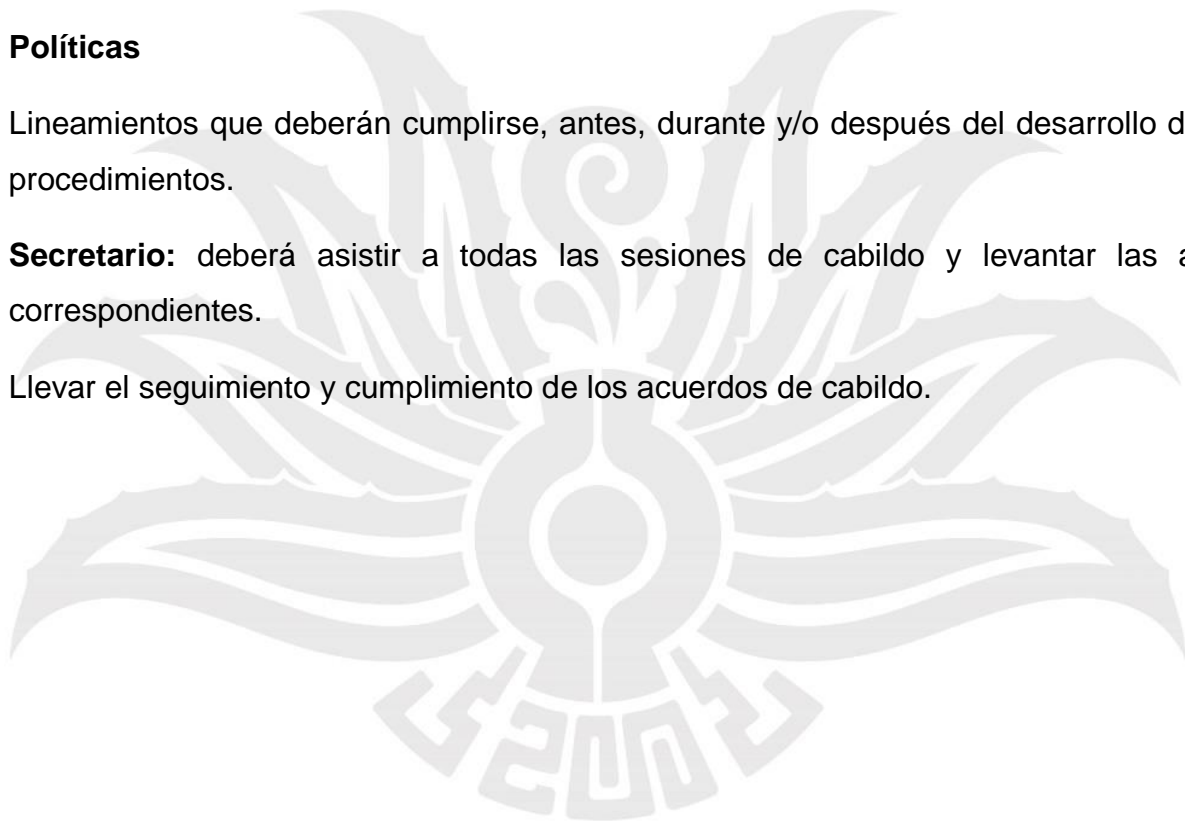 Políticas
Lineamientos que deberán cumplirse, antes, durante y/o después del desarrollo
procedimientos.
Secretario: deberá asistir a todas las sesiones de cabildo y levantar las
correspondientes.
Llevar el seguimiento y cumplimiento de los acuerdos de cabildo.